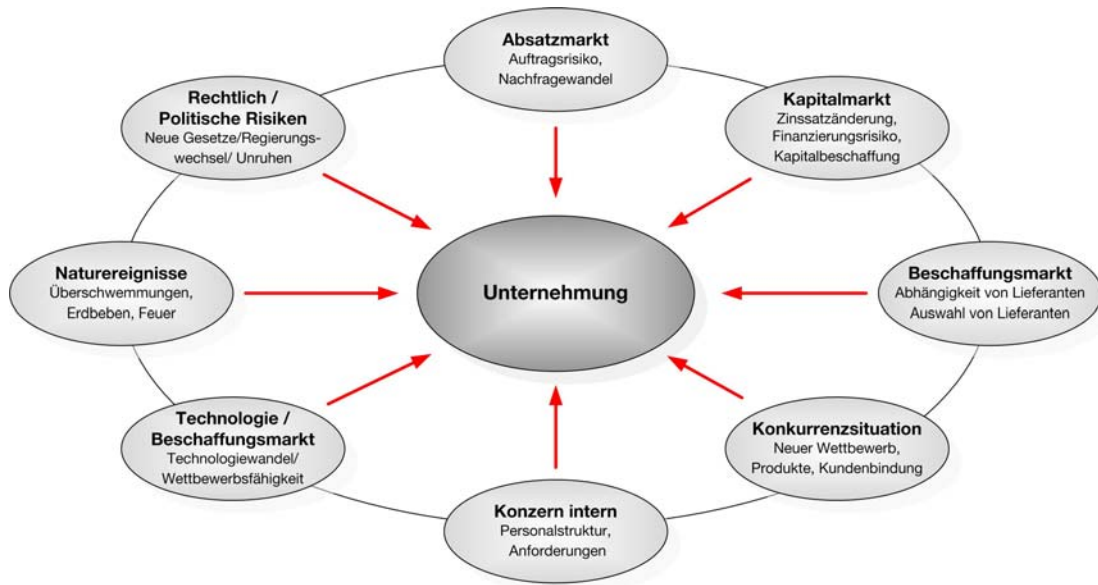 Absatzmarkt
Auftragsrisiko,
Nachfragewandel
Rechtlich /
Politische Risiken
Neue Gesetze/Regierungs-
wechsel/ Unruhen
Kapitalmarkt
Zinssatzänderung,
Finanzierungsrisiko,
Kapitalbeschaffung
Naturereignisse
Überschwemmungen,
Erdbeben, Feuer
Unternehmung
Beschaffungsmarkt
Abhängigkeit von Lieferanten
Auswahl von Lieferanten
Technologie /
Beschaffungsmarkt
Technologiewandel/
Wettbewerbsfähigkeit
Konkurrenzsituation
Neuer Wettbewerb,
Produkte, Kundenbindung
Konzern intern
Personalstruktur,
Anforderungen